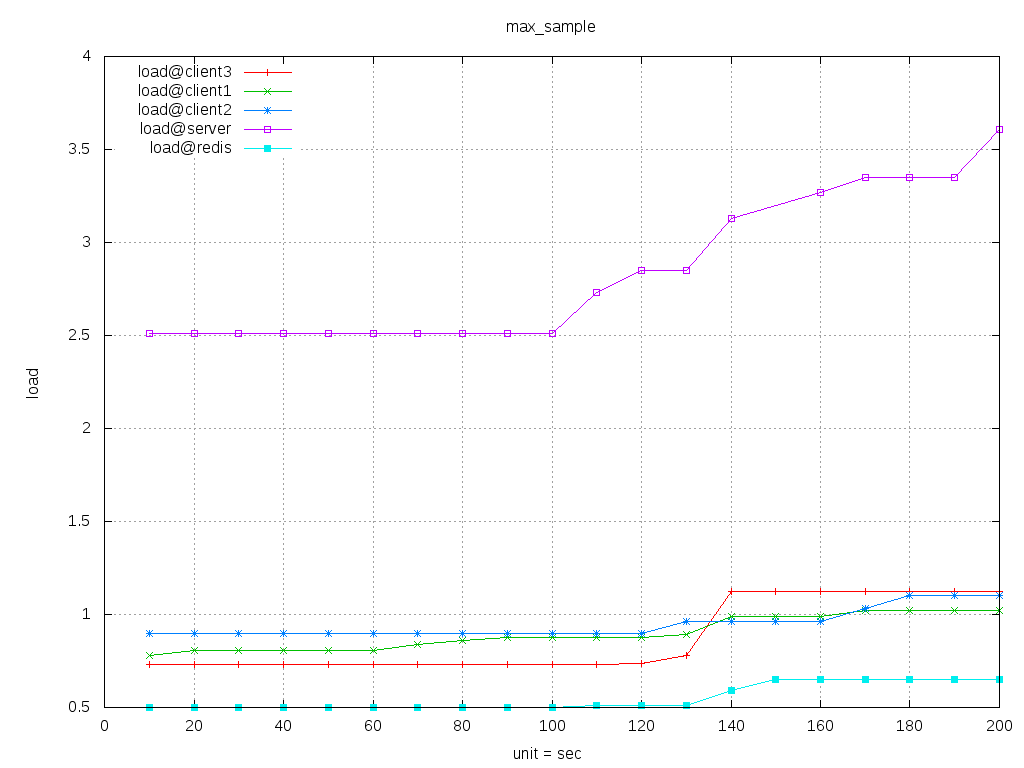 max_sample
load@client3
load@client1
load@client2
load@server
load@redis
4
3.5
3
2.5
2
1.5
1
0.5
load
0 20 40 60 80 100 120 140 160 180 200
unit = sec